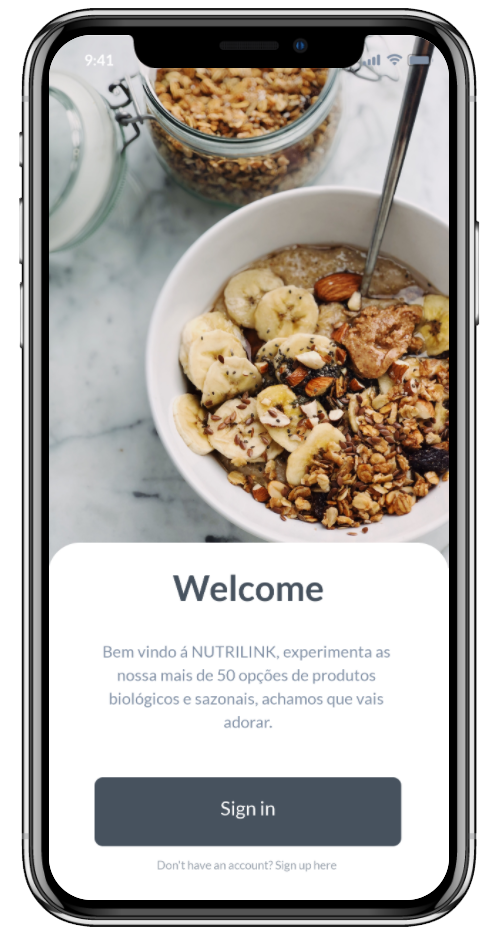 9:41
Welcome
Bem vindo á NUTRILINK, experimenta as
nossa mais de 50 opções de produtos
biológicos e sazonais, achamos que vais
adorar.
Sign in
Don't have an account? Sign up here